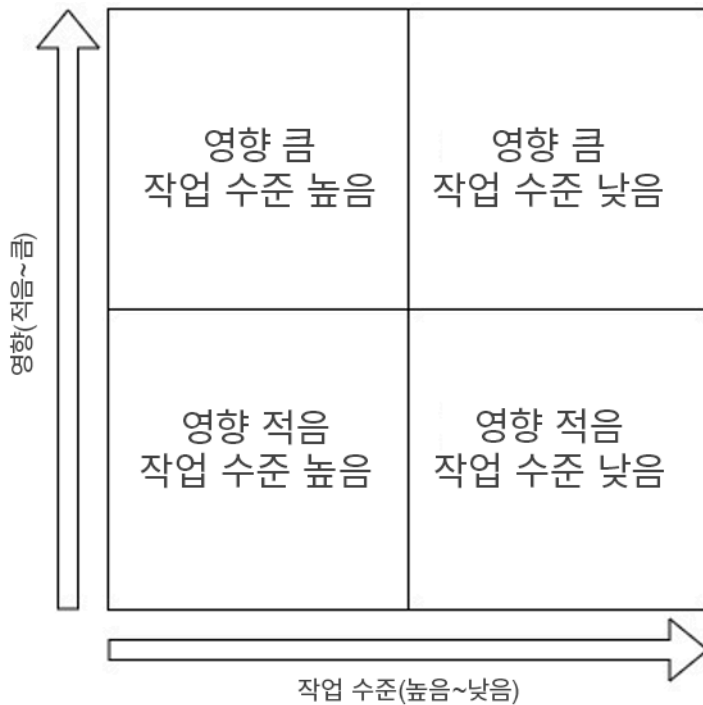 영향 큼
작업 수준 높음
영향 큼
작업 수준 낮음
영향(적음~큼)
영향 적음
작업 수준 높음
영향 적음
작업 수준 낮음
작업 수준(높음~낮음)